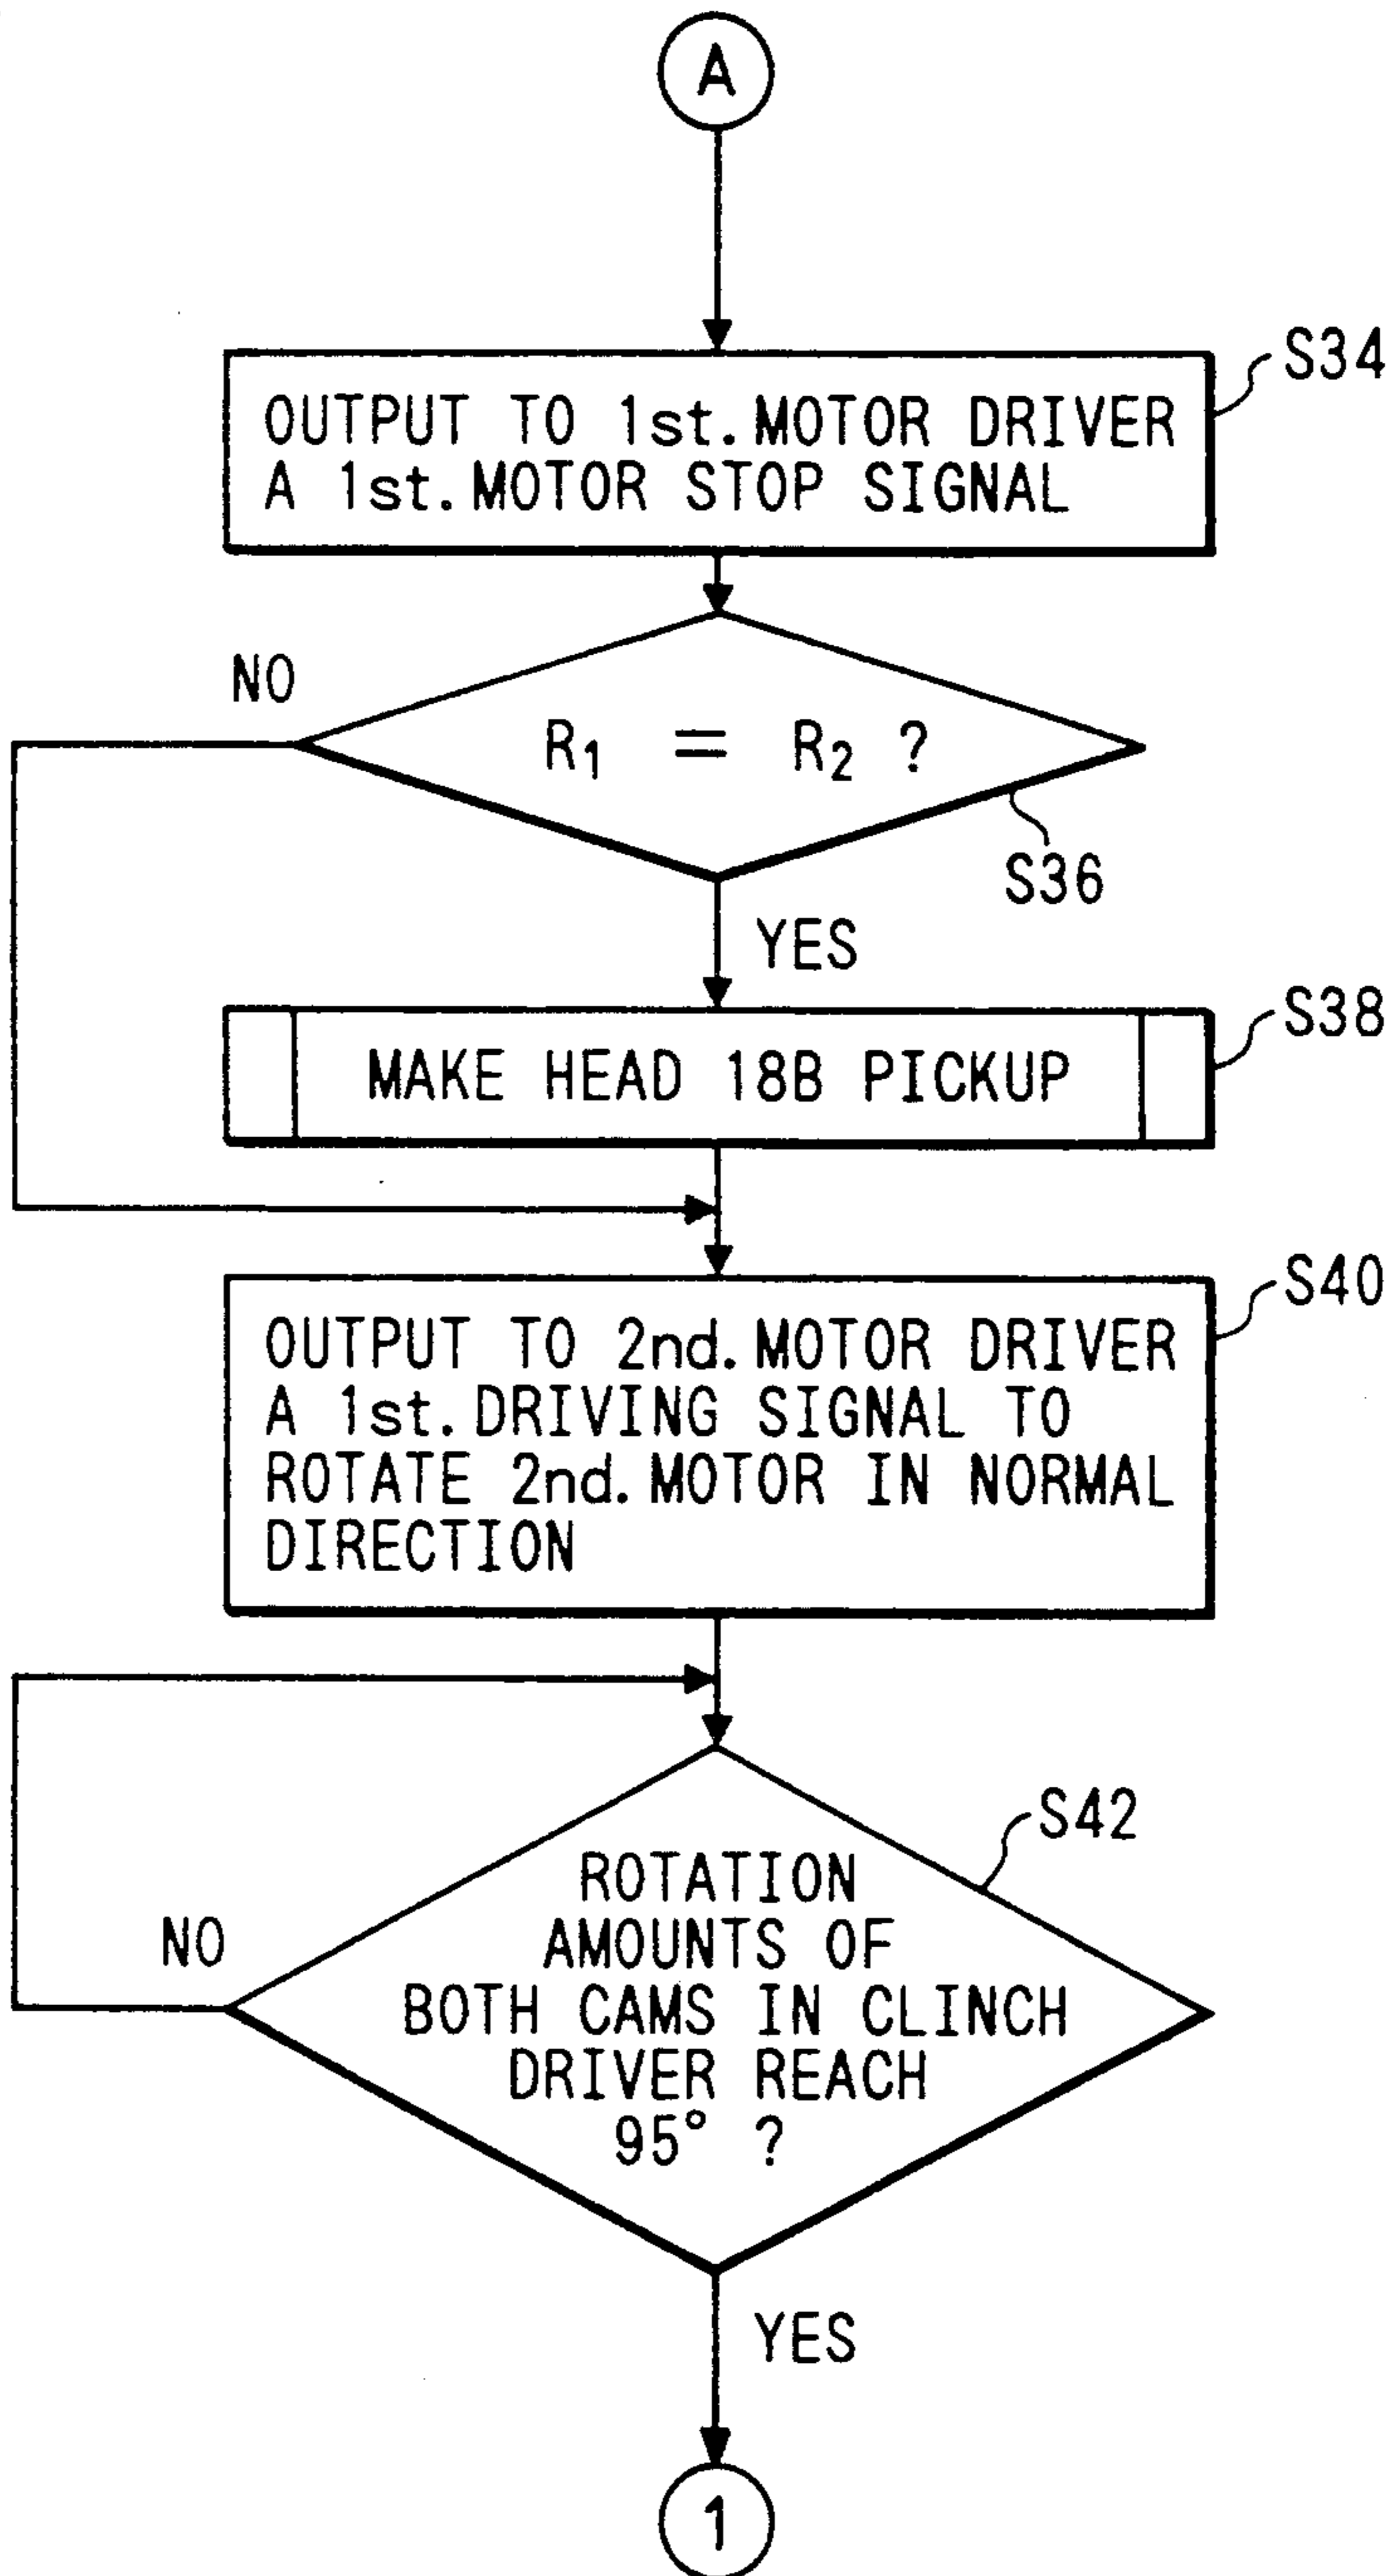 A
S34
OUTPUT TO 1st. MOTOR DRIVER
A 1st. MOTOR STOP SIGNAL
NO
R₁ = R₂ ?
S36
YES
S38
MAKE HEAD 18B PICKUP
S40
OUTPUT TO 2nd. MOTOR DRIVER
A 1st. DRIVING SIGNAL TO
ROTATE 2nd. MOTOR IN NORMAL
DIRECTION
S42
ROTATION
AMOUNTS OF
NO
BOTH CAMS IN CLINCH
DRIVER REACH
95° ?
YES
1